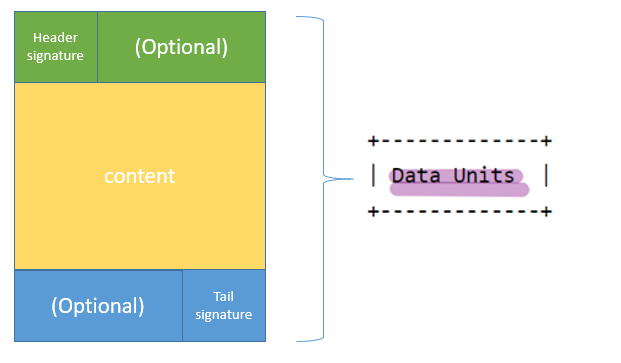 Header
signature
(Optional)
content
(Optional)
Tail
signature
+-------------+
| Data Units |
+-------------+